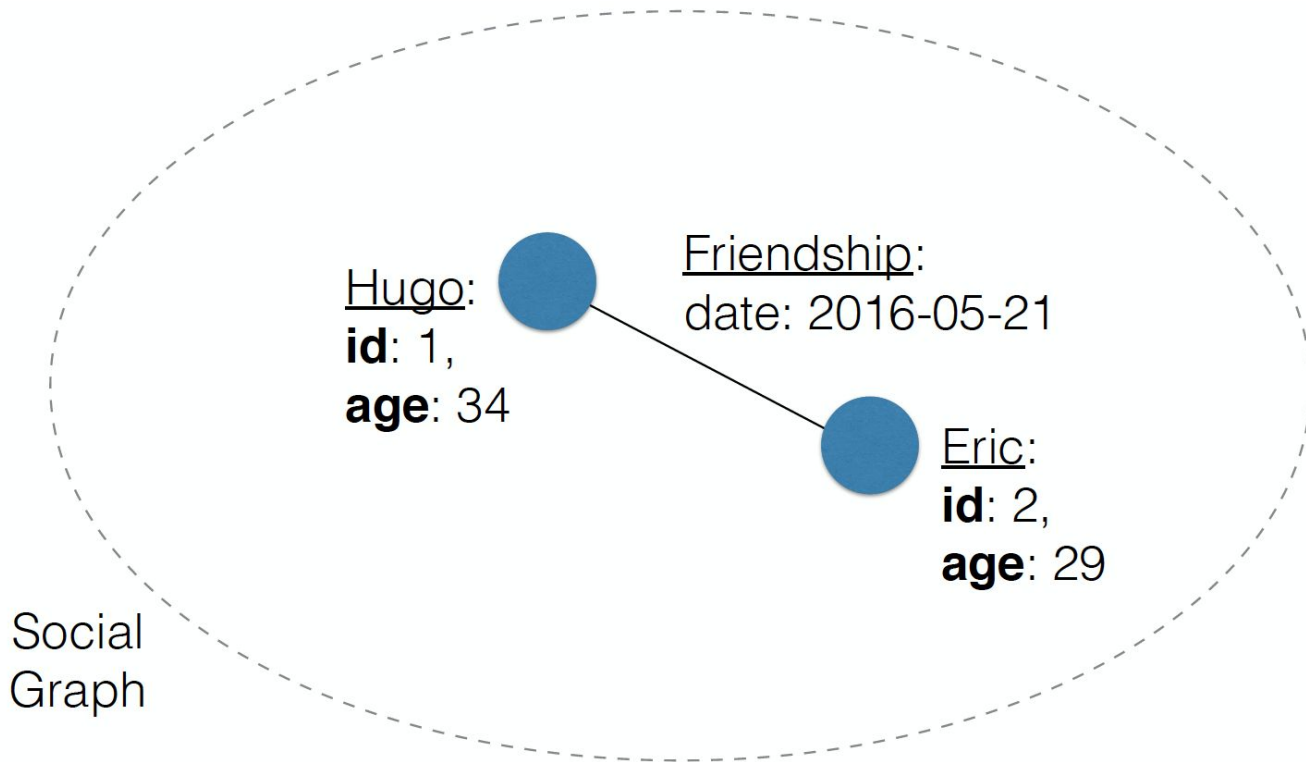 Friendship:
date: 2016-05-21
Hugo:
id: 1,
age: 34
Eric:
id: 2,
age: 29
Social
Graph